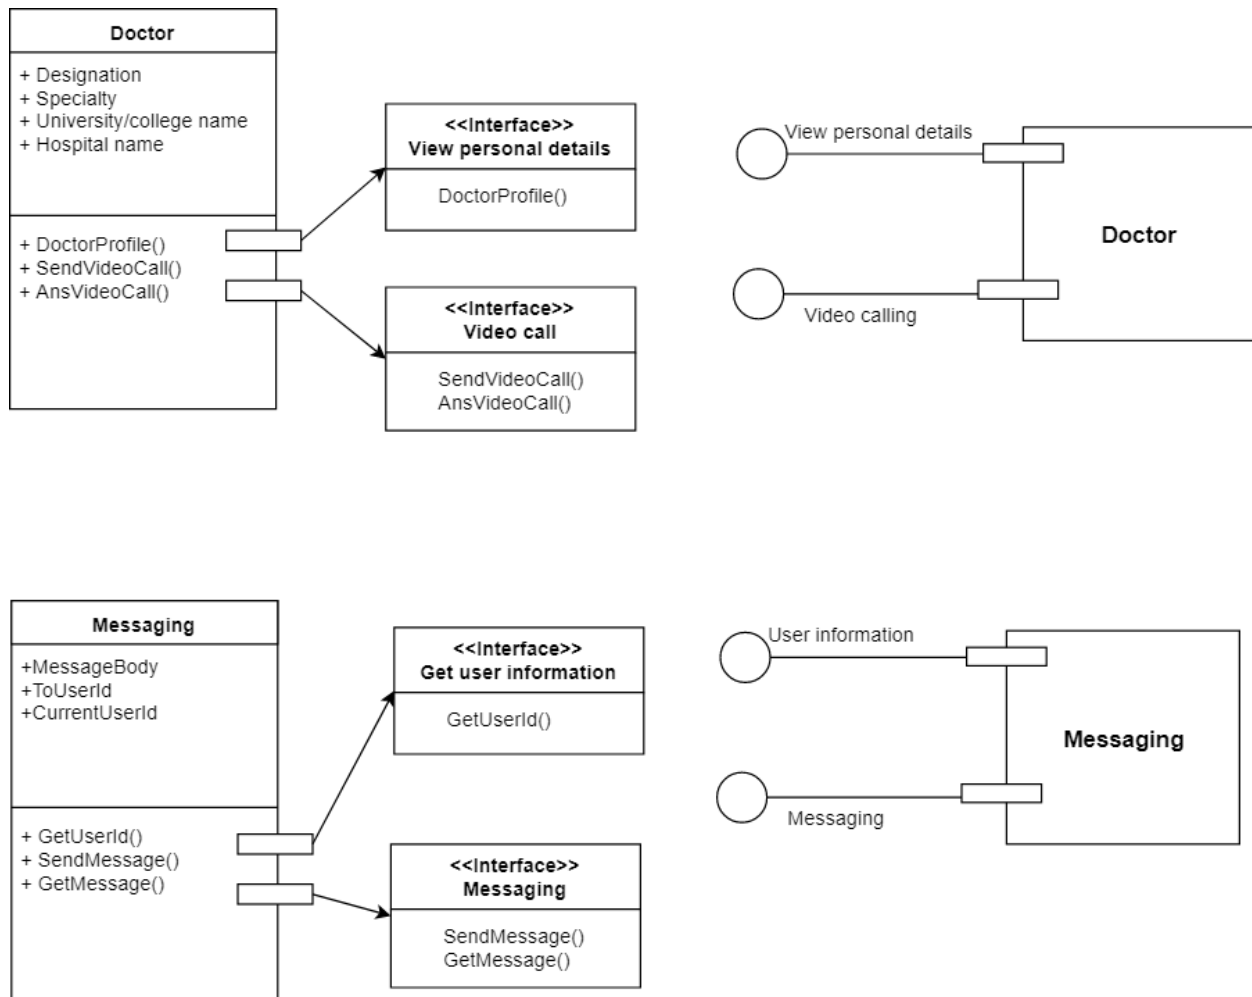 Doctor
+ Designation
+ Specialty
+ University/college name
+ Hospital name
+ DoctorProfile()
+ SendVideoCall()
+ AnsVideoCall()
<<Interface>>
View personal details
DoctorProfile()
<<Interface>>
Video call
SendVideoCall()
AnsVideoCall()
View personal details
Doctor
Video calling
Messaging
+MessageBody
+ToUserId
+CurrentUserId
+ GetUserId()
+ SendMessage()
+ GetMessage()
<<Interface>>
Get user information
GetUserId()
<<Interface>>
Messaging
SendMessage()
GetMessage()
User information
Messaging
Messaging